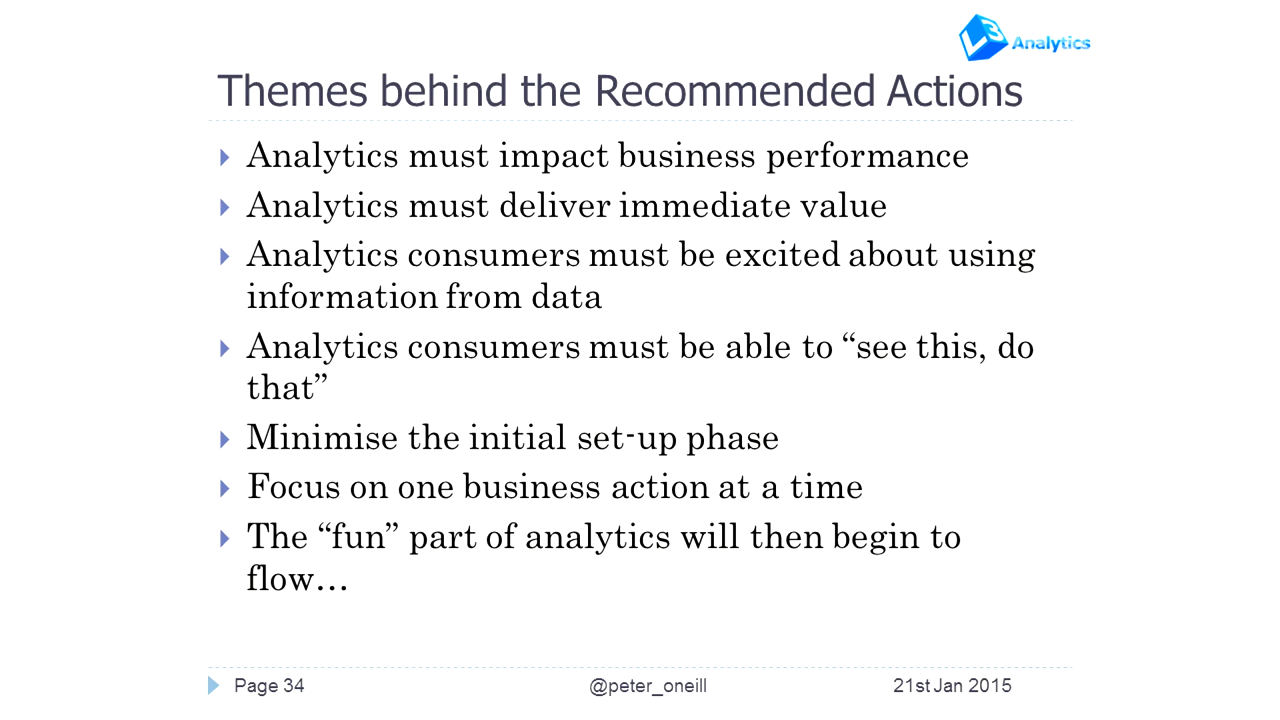 L3 Analytics
Themes behind the Recommended Actions
Analytics must impact business performance
Analytics must deliver immediate value
Analytics consumers must be excited about using
information from data
Analytics consumers must be able to “see this, do
that”
Minimise the initial set-up phase
Focus on one business action at a time
The “fun” part of analytics will then begin to
flow…
Page 34 @peter_oneill 21st Jan 2015